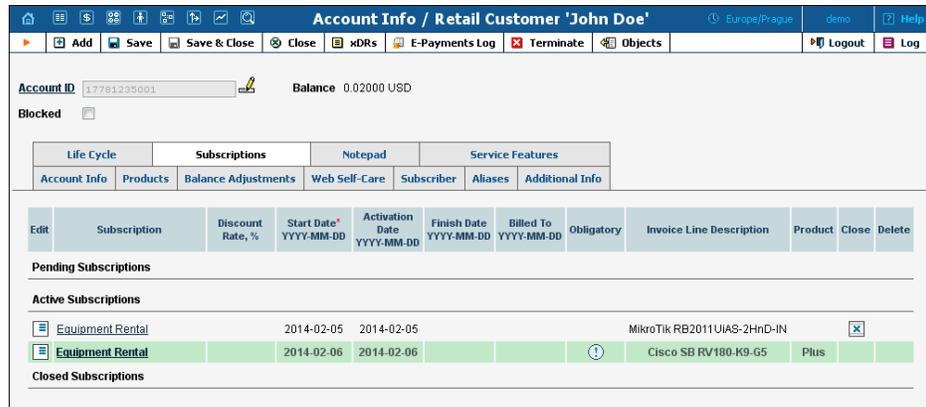 Account Info / Retail Customer 'John Doe' Europe/Prague demo Help
Add Save Save & Close Close xDRs E-Payments Log Terminate Objects Logout Log
Account ID 17781235001 Balance 0.02000 USD
Blocked
Life Cycle Subscriptions Notepad Service Features
Account Info Products Balance Adjustments Web Self-Care Subscriber Aliases Additional Info
Edit Subscription Discount Rate, % Start Date* YYYY-MM-DD Activation Date YYYY-MM-DD Finish Date YYYY-MM-DD Billed To YYYY-MM-DD Obligatory Invoice Line Description Product Close Delete
Pending Subscriptions
Active Subscriptions
Equipment Rental 2014-02-05 2014-02-05 MikroTik RB2011UiAS-2HnD-IN
Equipment Rental 2014-02-06 2014-02-06 Cisco SB RV180-K9-G5 Plus
Closed Subscriptions